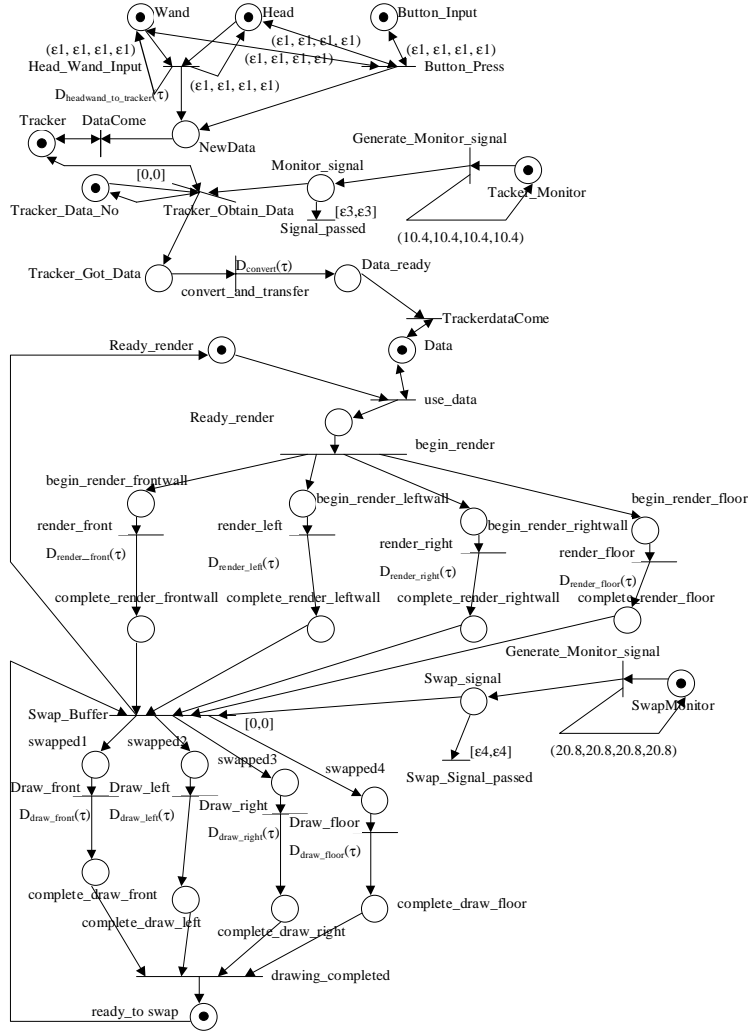 Wand
Head
Button_Input
(ε1, ε1, ε1, ε1)
(ε1, ε1, ε1, ε1)
(ε1, ε1, ε1, ε1)
(ε1, ε1, ε1, ε1)
Head_Wand_Input
(ε1, ε1, ε1, ε1)
Button_Press
Dheadwand_to_tracker(τ)
Tracker
DataCome
NewData
Generate_Monitor_signal
[0,0]
Monitor_signal
Tacker_Monitor
Tracker_Data_No
Tracker_Obtain_Data
[ε3,ε3]
Signal_passed
(10.4,10.4,10.4,10.4)
Tracker_Got_Data
Dconvert(τ)
Data_ready
convert_and_transfer
TrackerdataCome
Ready_render
Data
use_data
Ready_render
begin_render
begin_render_frontwall
begin_render_leftwall
begin_render_rightwall
begin_render_floor
render_front
render_left
render_right
render_floor
Drender_front(τ)
Drender_left(τ)
Drender_right(τ)
Drender_floor(τ)
complete_render_frontwall
complete_render_leftwall
complete_render_rightwall
complete_render_floor
Generate_Monitor_signal
Swap_signal
SwapMonitor
Swap_Buffer
[0,0]
(20.8,20.8,20.8,20.8)
swapped1
swapped2
swapped3
swapped4
[ε4,ε4]
Swap_Signal_passed
Draw_front
Draw_left
Draw_right
Draw_floor
Ddraw_front(τ)
Ddraw_left(τ)
Ddraw_right(τ)
Ddraw_floor(τ)
complete_draw_front
complete_draw_left
complete_draw_right
complete_draw_floor
drawing_completed
ready_to swap